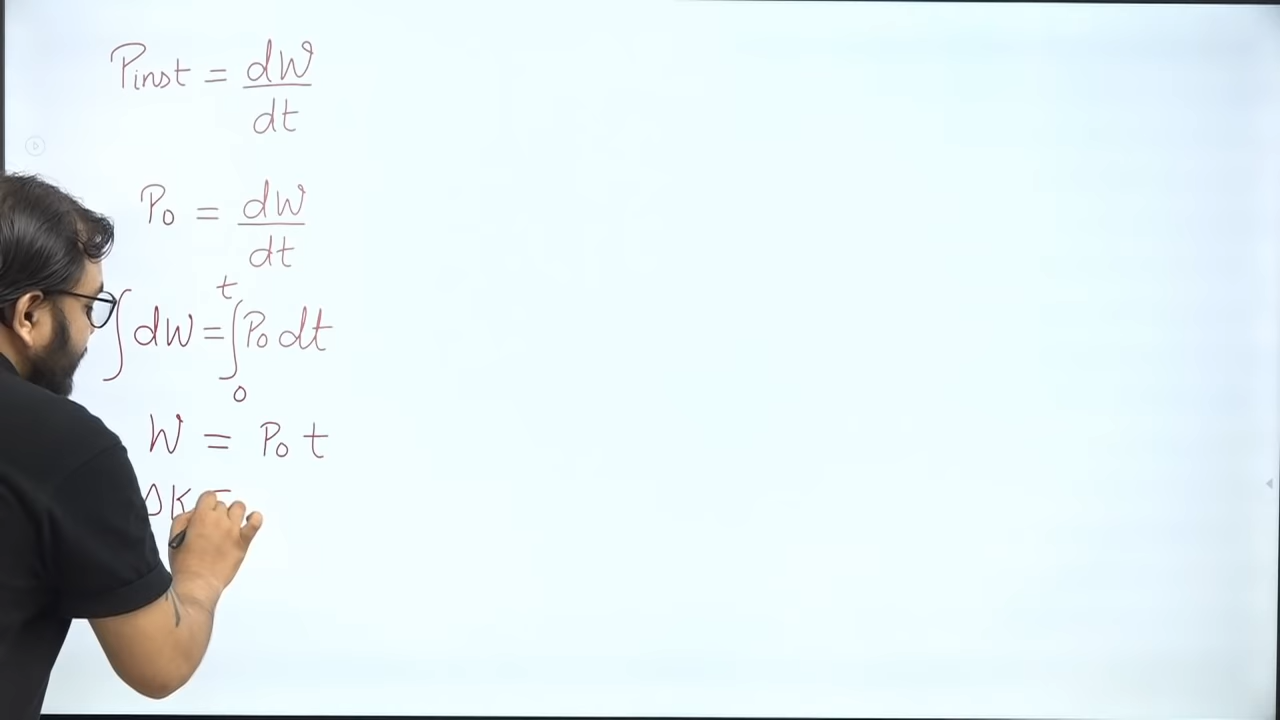 Pinst = dW/dt
P₀ = dW/dt
∫dW = ∫₀ᵗ P₀ dt
W = P₀ t
ΔK